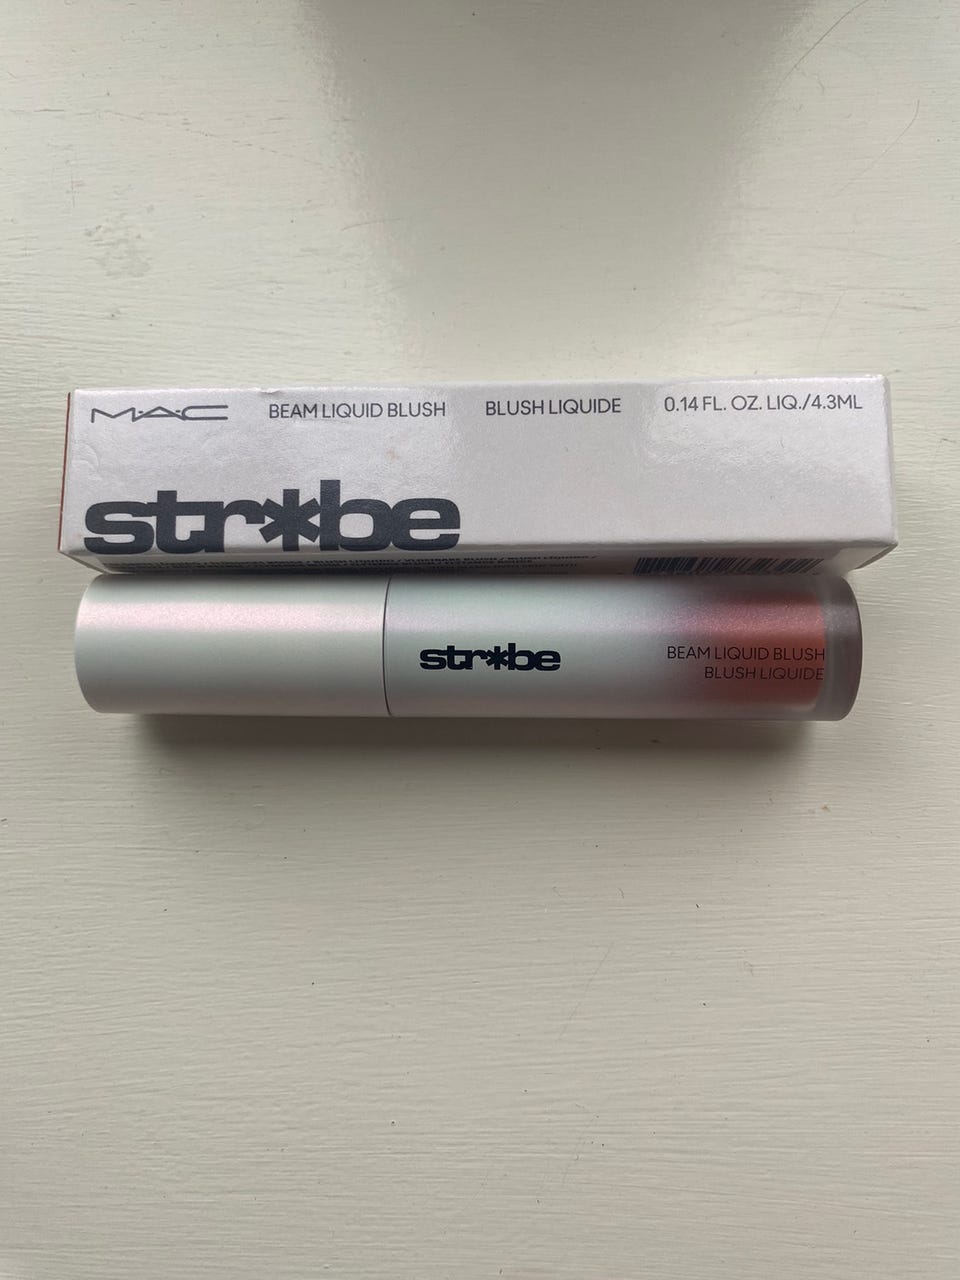 M·A·C BEAM LIQUID BLUSH BLUSH LIQUIDE 0.14 FL. OZ. LIQ./4.3ML
str*be
str*be
BEAM LIQUID BLUSH
BLUSH LIQUIDE